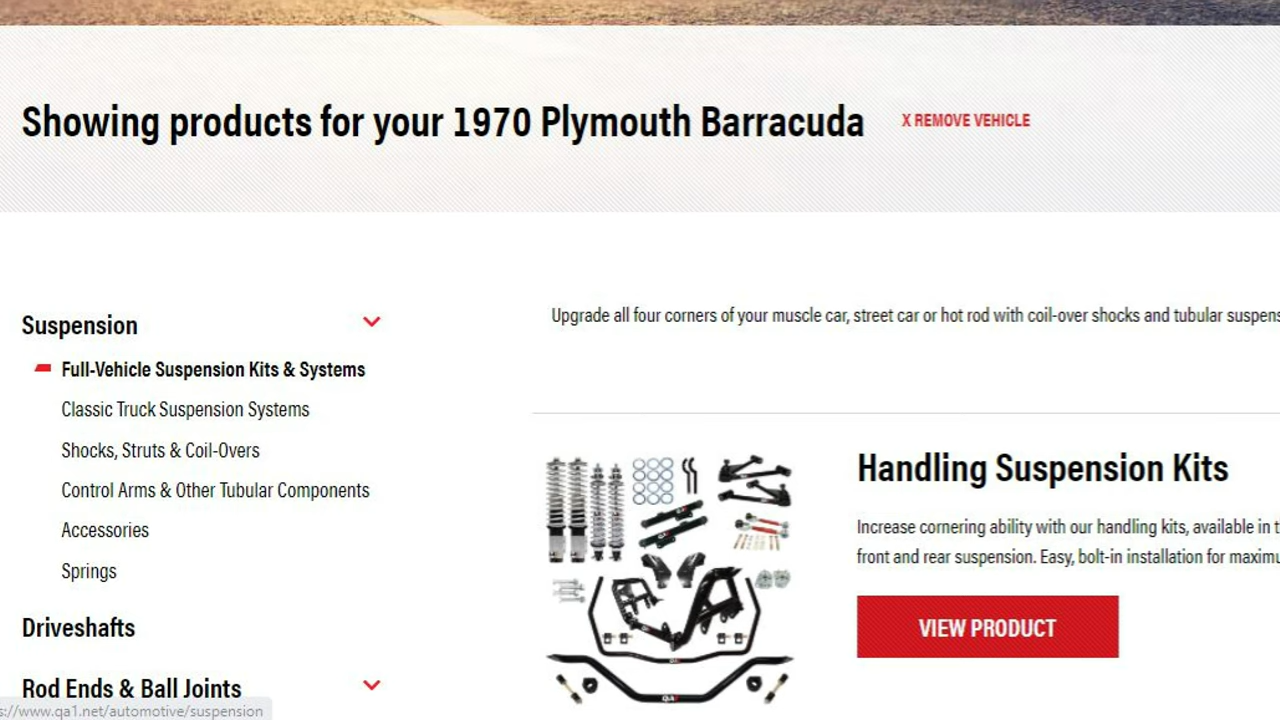 Showing products for your 1970 Plymouth Barracuda
X REMOVE VEHICLE
Suspension
Full-Vehicle Suspension Kits & Systems
Classic Truck Suspension Systems
Shocks, Struts & Coil-Overs
Control Arms & Other Tubular Components
Accessories
Springs
Driveshafts
Rod Ends & Ball Joints
s://www.qa1.net/automotive/suspension
Upgrade all four corners of your muscle car, street car or hot rod with coil-over shocks and tubular suspens
Handling Suspension Kits
Increase cornering ability with our handling kits, available in t
front and rear suspension. Easy, bolt-in installation for maximu
VIEW PRODUCT
QA1